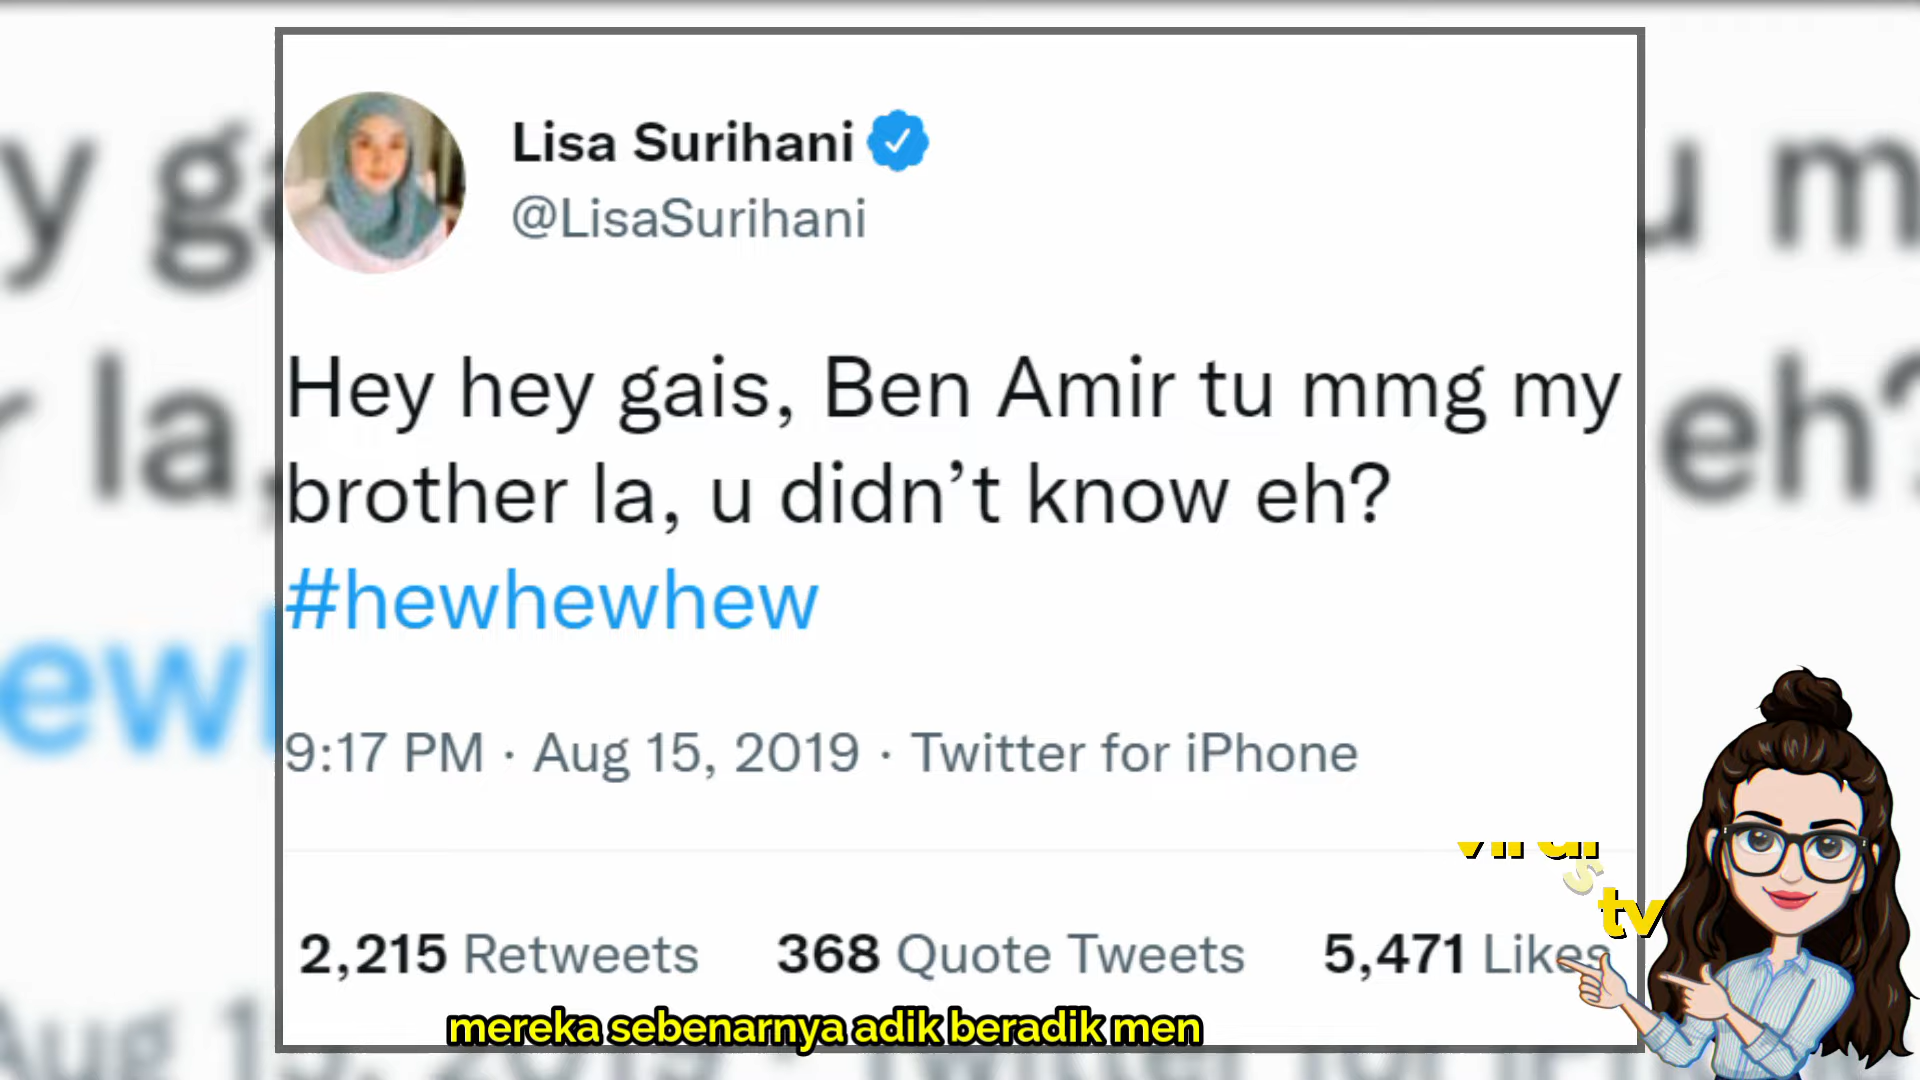 Lisa Surihani
@LisaSurihani
Hey hey gais, Ben Amir tu mmg my
brother la, u didn’t know eh?
#hewhewhew
9:17 PM · Aug 15, 2019 · Twitter for iPhone
2,215 Retweets 368 Quote Tweets 5,471 Likes
viral
s
tv
mereka sebenarnya adik beradik men